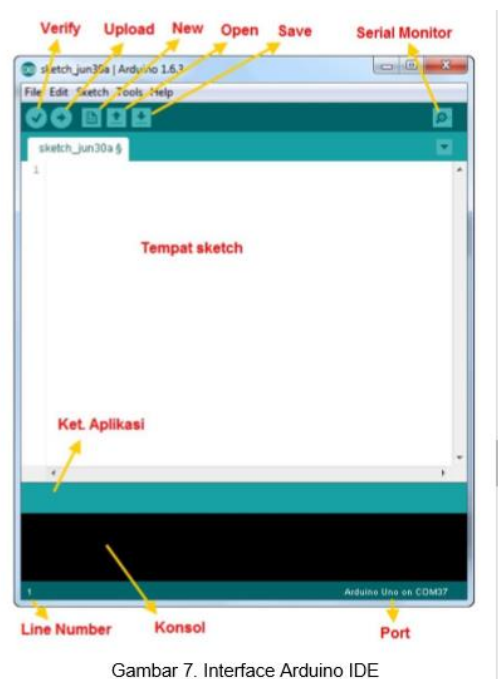 Verify Upload New Open Save Serial Monitor
sketch_jun30a | Arduino 1.6.3
File Edit Sketch Tools Help
sketch_jun30a §
1
Tempat sketch
Ket. Aplikasi
1
Arduino Uno on COM37
Line Number Konsol Port
Gambar 7. Interface Arduino IDE